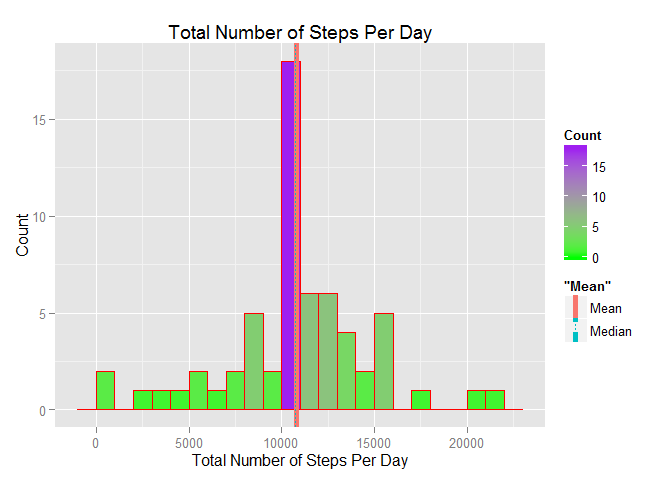 Total Number of Steps Per Day
Count
15
10
5
0
0 5000 10000 15000 20000
Total Number of Steps Per Day
Count
15
10
5
0
"Mean"
Mean
Median